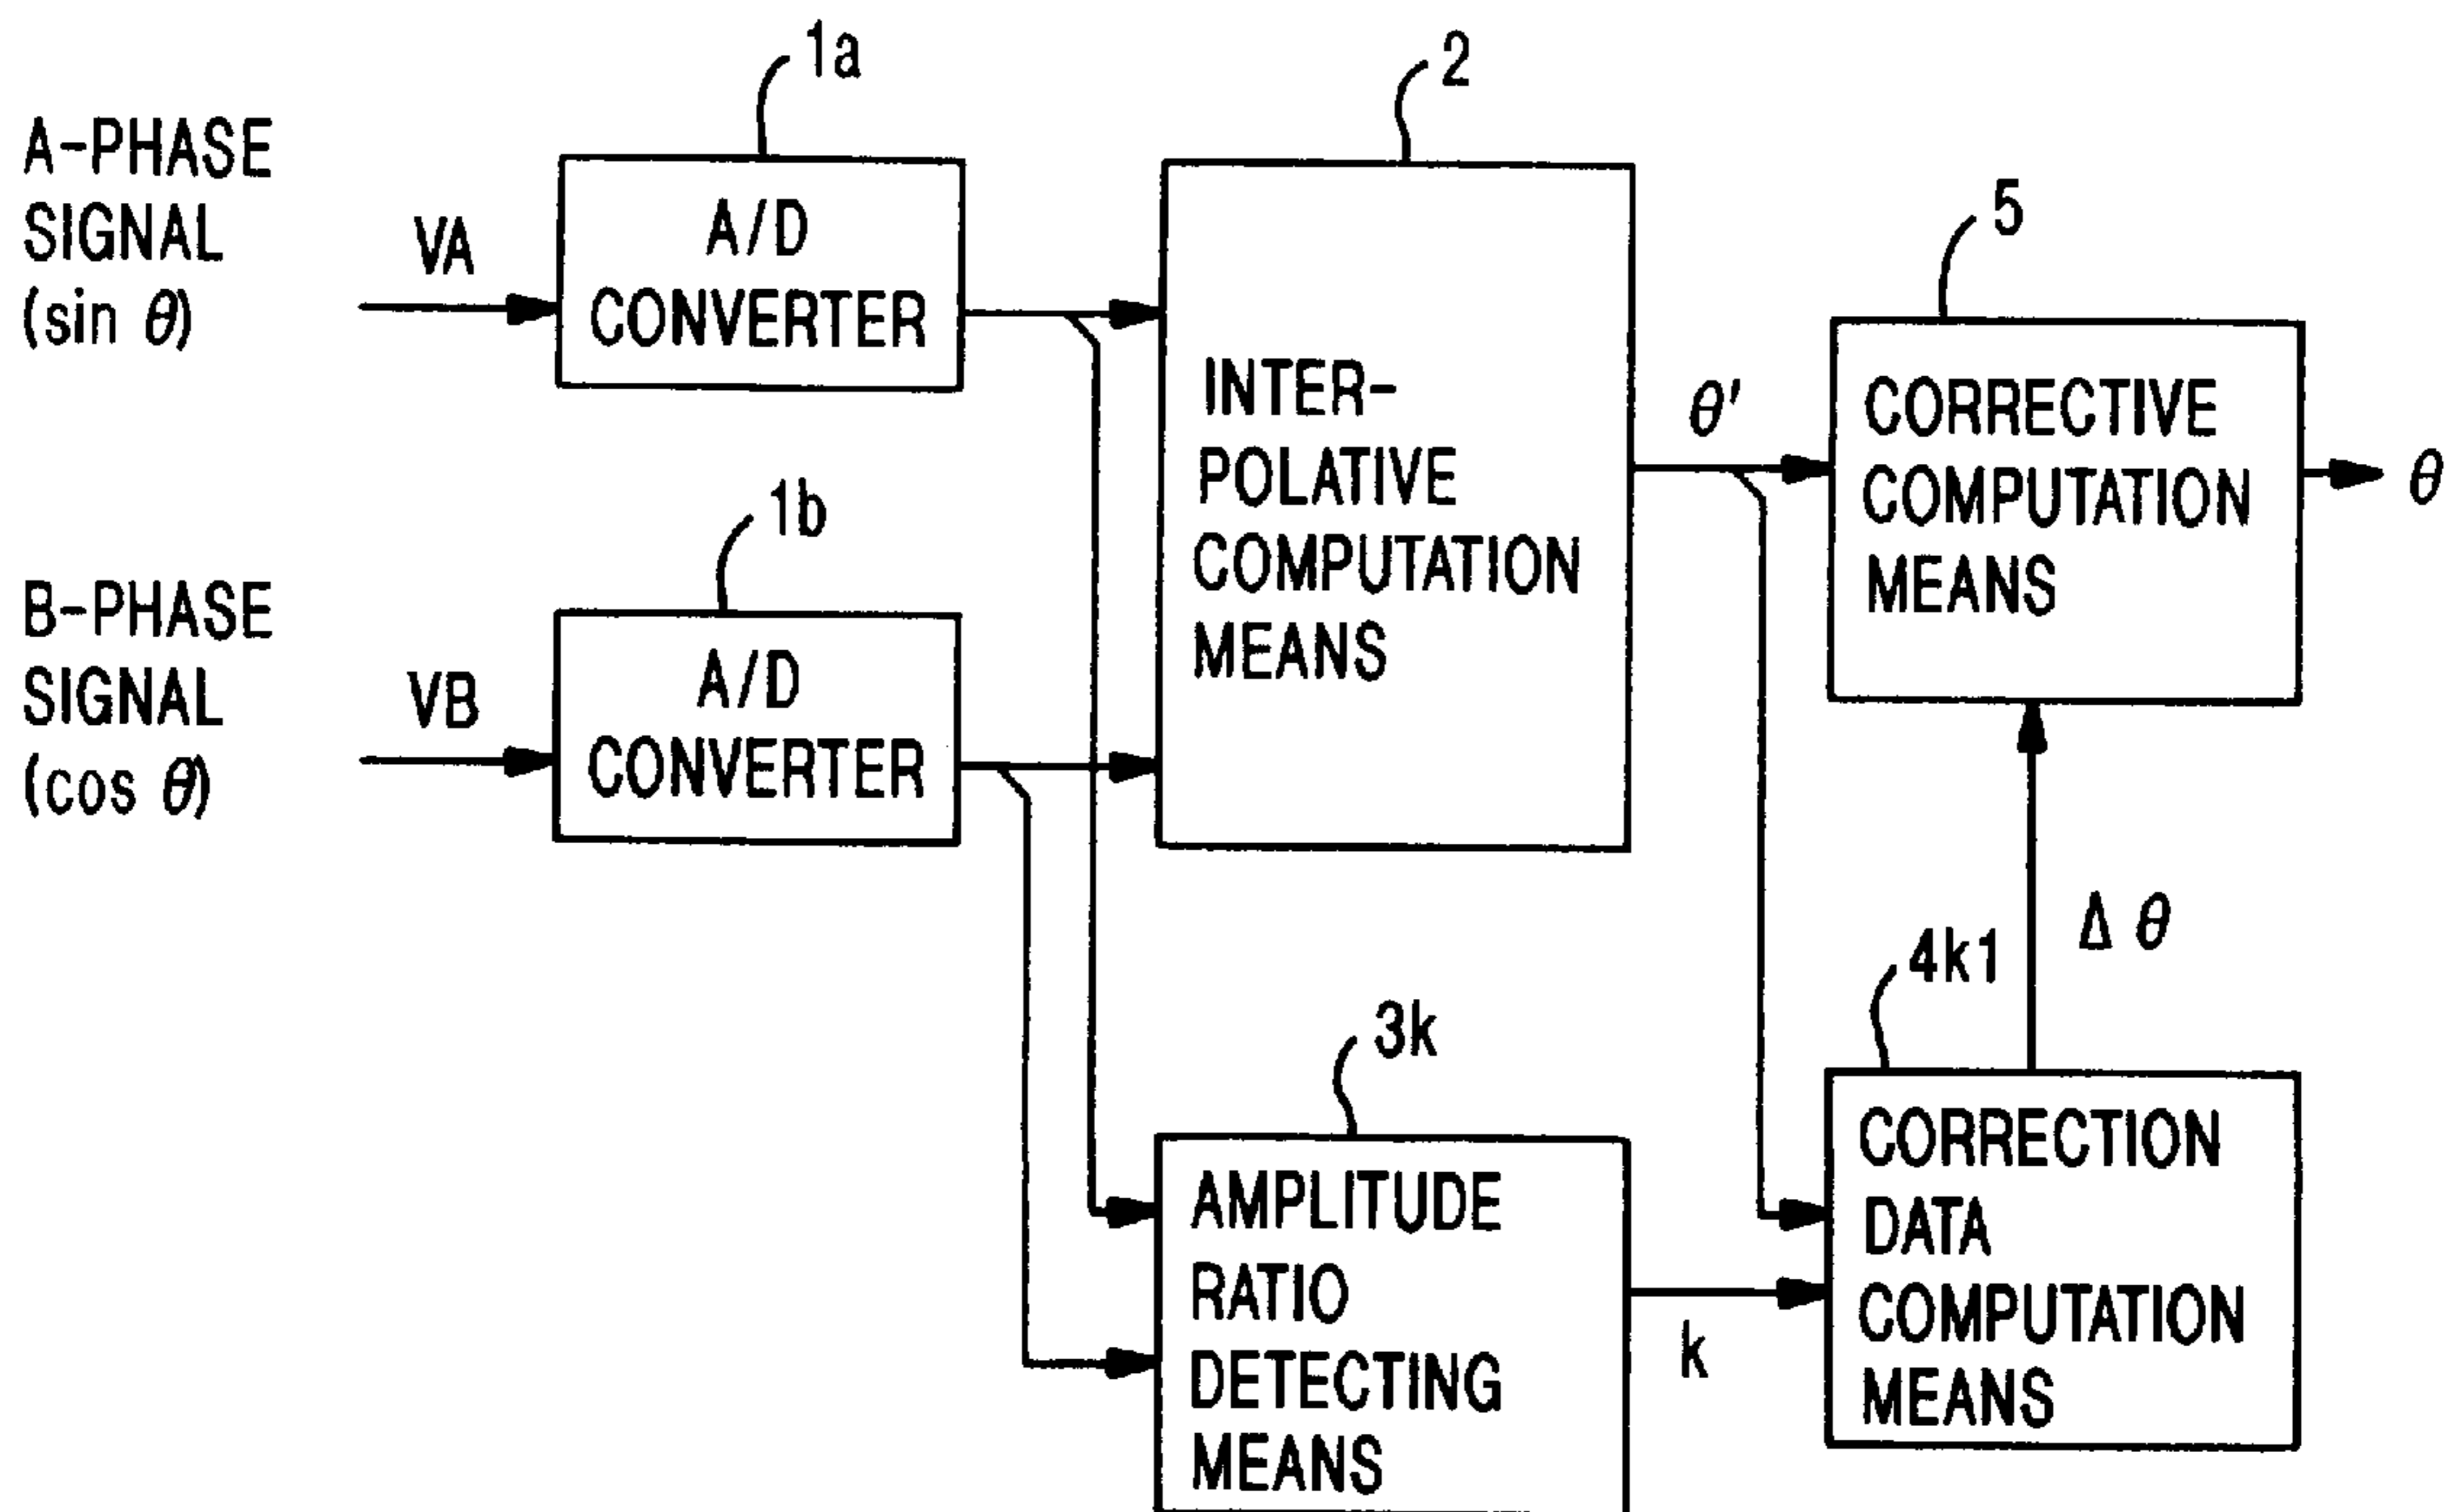 1a
2
A-PHASE
SIGNAL
(sin θ)
VA
A/D
CONVERTER
INTER-
POLATIVE
COMPUTATION
MEANS
5
θ'
CORRECTIVE
COMPUTATION
MEANS
θ
1b
B-PHASE
SIGNAL
(cos θ)
VB
A/D
CONVERTER
Δ θ
4k1
3k
AMPLITUDE
RATIO
DETECTING
MEANS
k
CORRECTION
DATA
COMPUTATION
MEANS